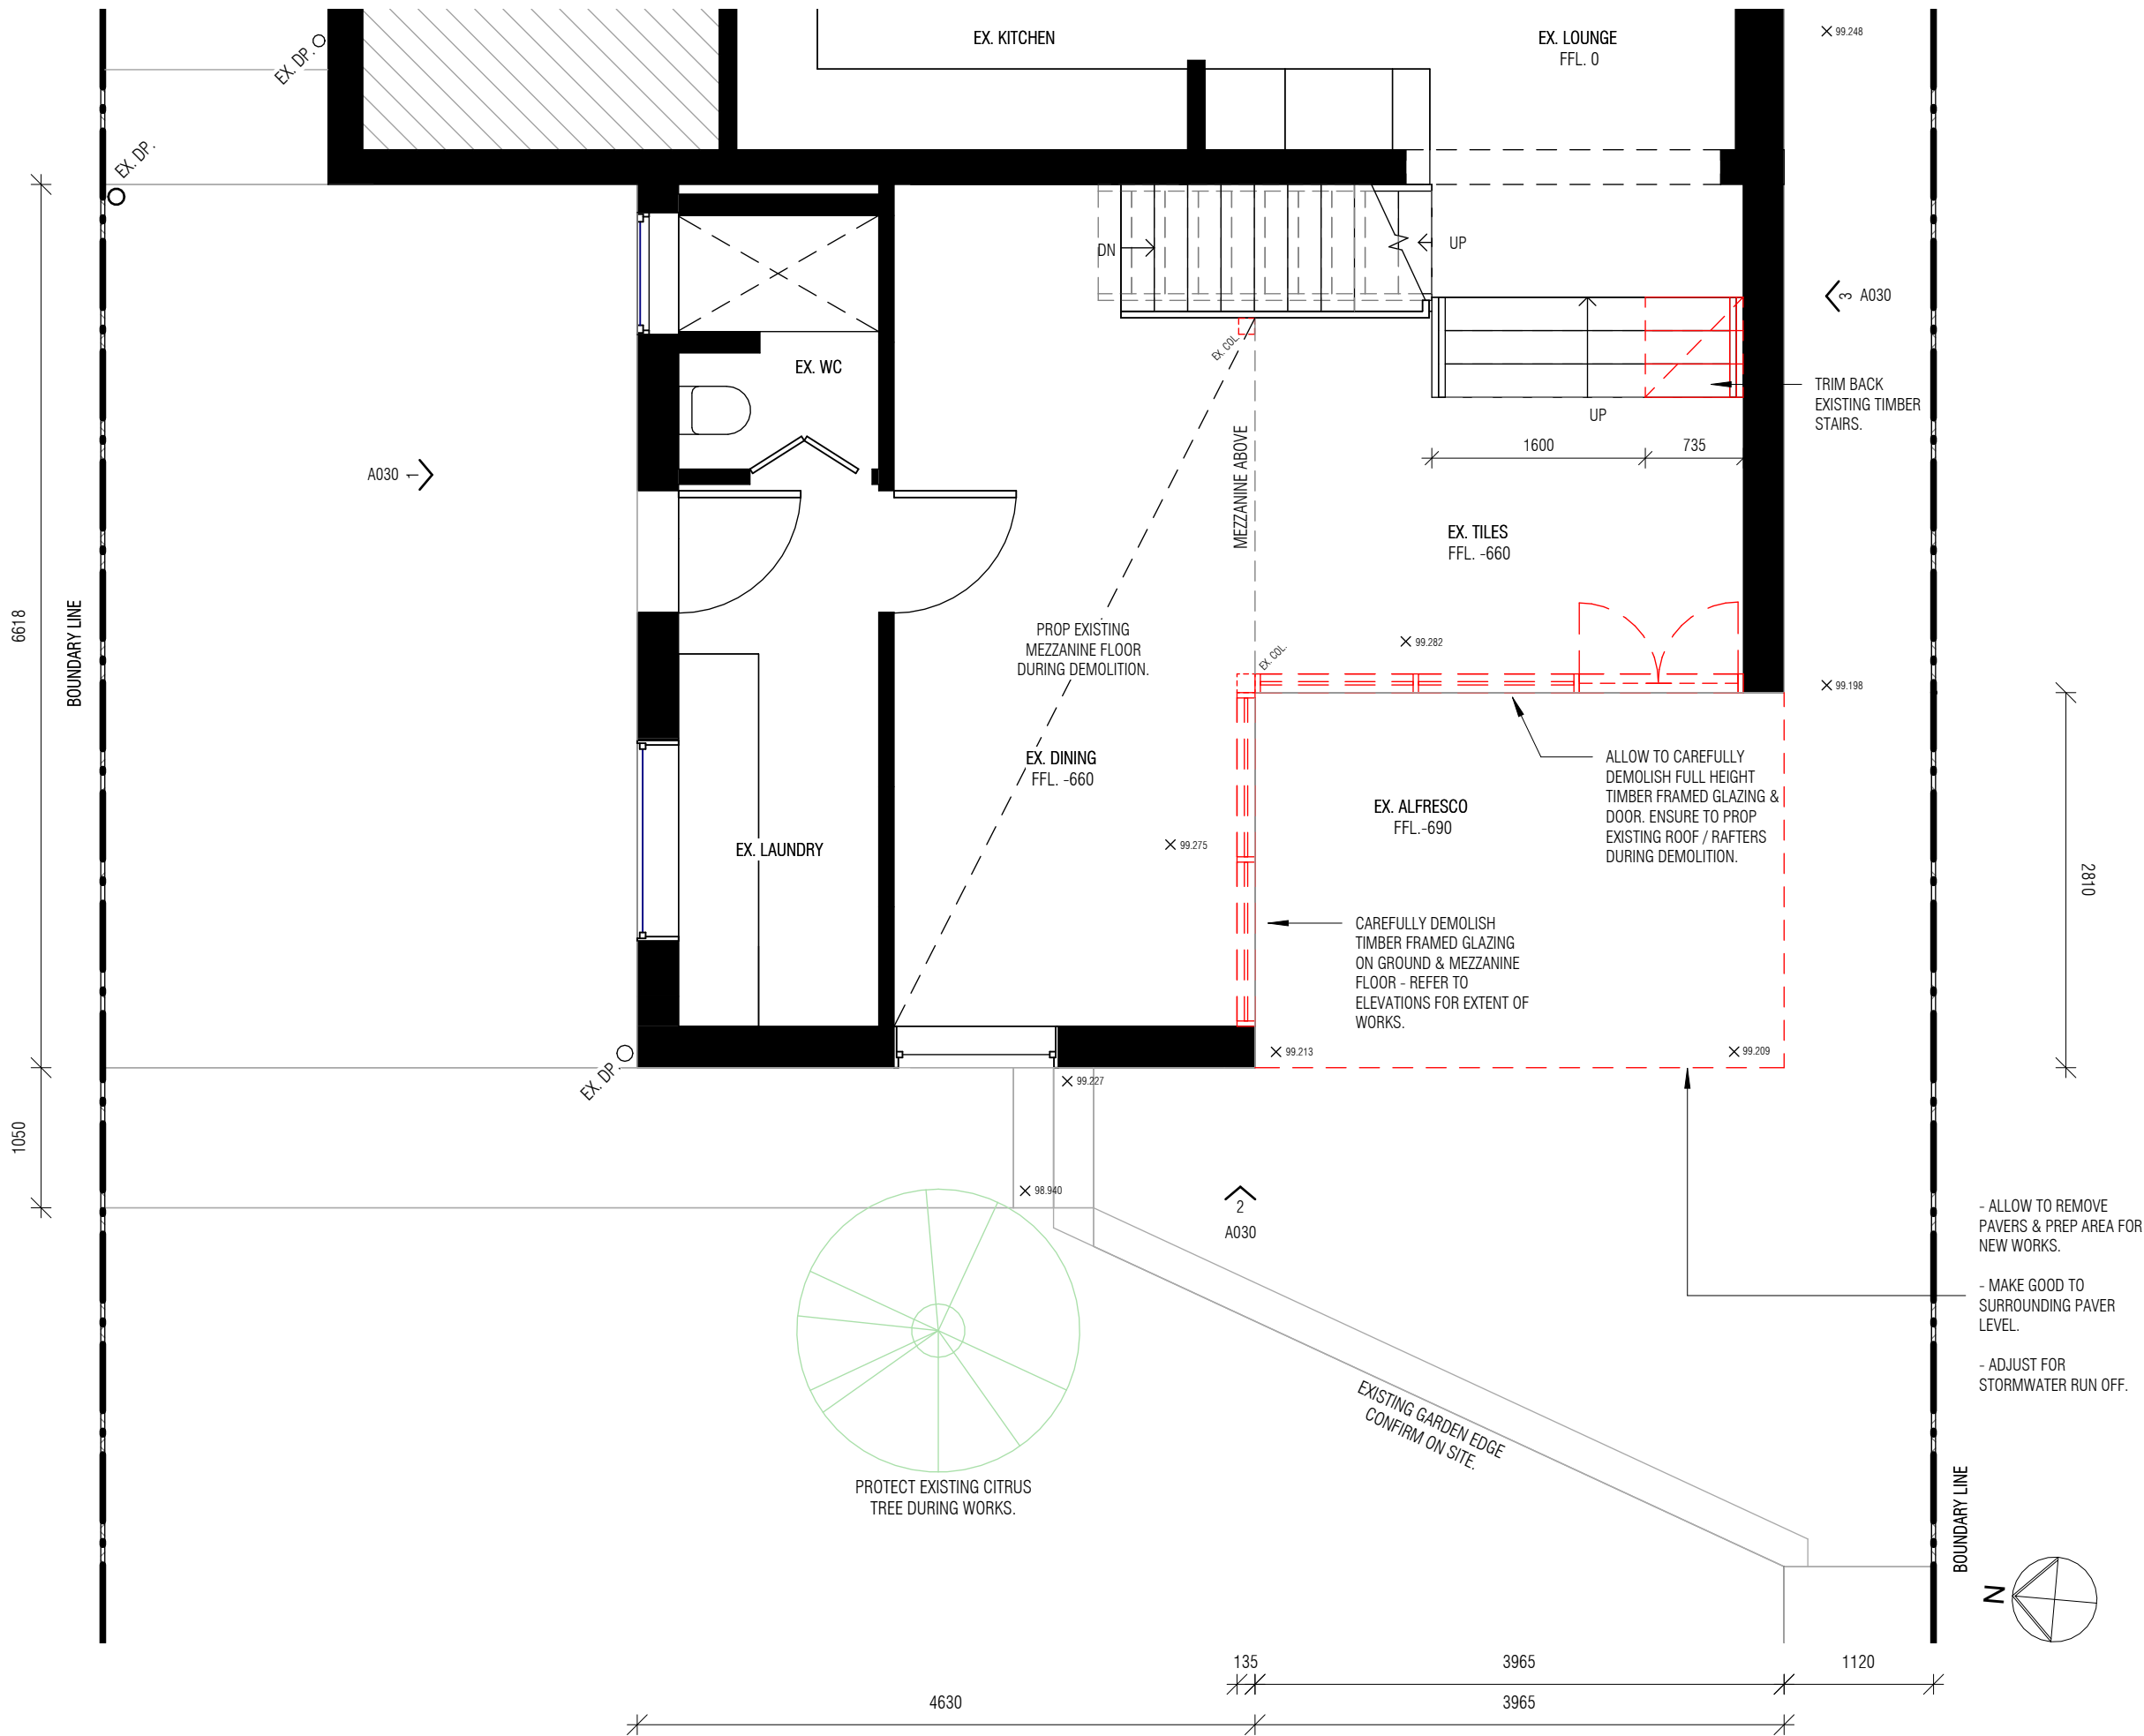 EX. KITCHEN
EX. LOUNGE
FFL. 0
99.248
EX. DP.
EX. DP.
DN
UP
3
A030
EX. COL.
EX. WC
TRIM BACK
EXISTING TIMBER
STAIRS.
UP
1600
735
A030
1
MEZZANINE ABOVE
EX. TILES
FFL. -660
6618
BOUNDARY LINE
PROP EXISTING
MEZZANINE FLOOR
DURING DEMOLITION.
99.282
EX. COL.
99.198
EX. DINING
FFL. -660
ALLOW TO CAREFULLY
DEMOLISH FULL HEIGHT
TIMBER FRAMED GLAZING &
DOOR. ENSURE TO PROP
EXISTING ROOF / RAFTERS
DURING DEMOLITION.
EX. ALFRESCO
FFL.-690
99.275
EX. LAUNDRY
2810
CAREFULLY DEMOLISH
TIMBER FRAMED GLAZING
ON GROUND & MEZZANINE
FLOOR - REFER TO
ELEVATIONS FOR EXTENT OF
WORKS.
99.213
99.209
EX. DP.
99.227
1050
98.940
2
A030
- ALLOW TO REMOVE
PAVERS & PREP AREA FOR
NEW WORKS.
- MAKE GOOD TO
SURROUNDING PAVER
LEVEL.
- ADJUST FOR
STORMWATER RUN OFF.
EXISTING GARDEN EDGE
CONFIRM ON SITE.
PROTECT EXISTING CITRUS
TREE DURING WORKS.
BOUNDARY LINE
N
135
3965
1120
4630
3965